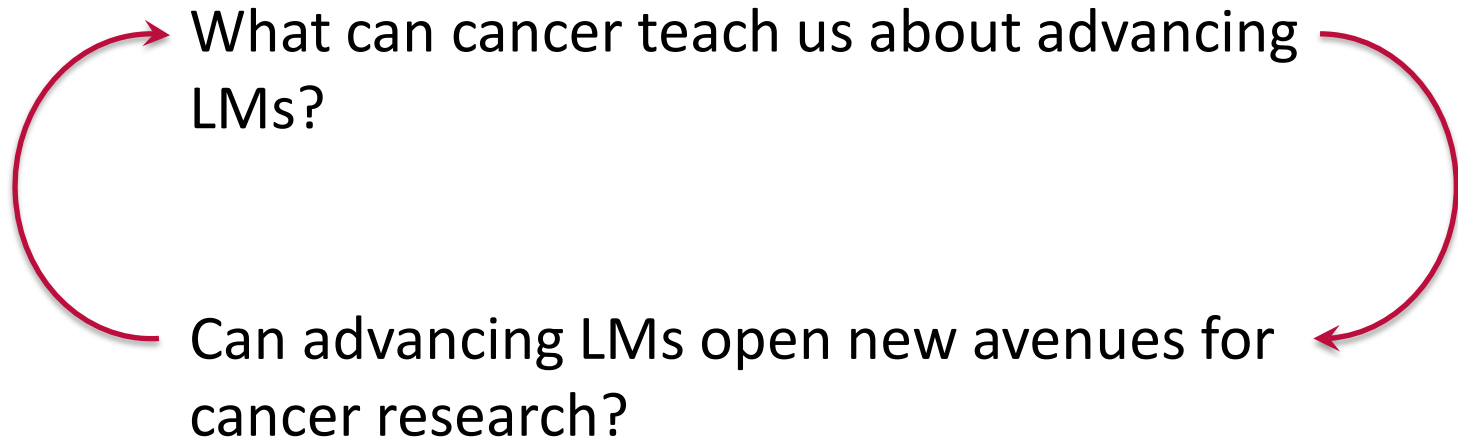 What can cancer teach us about advancing
LMs?
Can advancing LMs open new avenues for
cancer research?